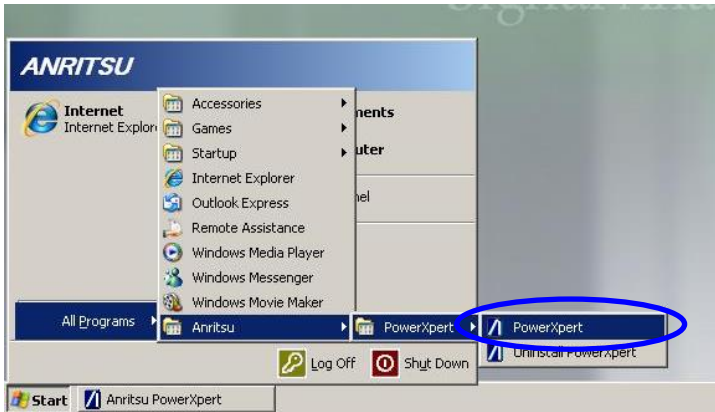 ANRITSU
Internet
Internet Explor
Accessories
Games
Startup
Internet Explorer
Outlook Express
Remote Assistance
Windows Media Player
Windows Messenger
Windows Movie Maker
Anritsu
ments
uter
nel
All Programs
PowerXpert
PowerXpert
Uninstall PowerXpert
Log Off
Shut Down
Start
Anritsu PowerXpert